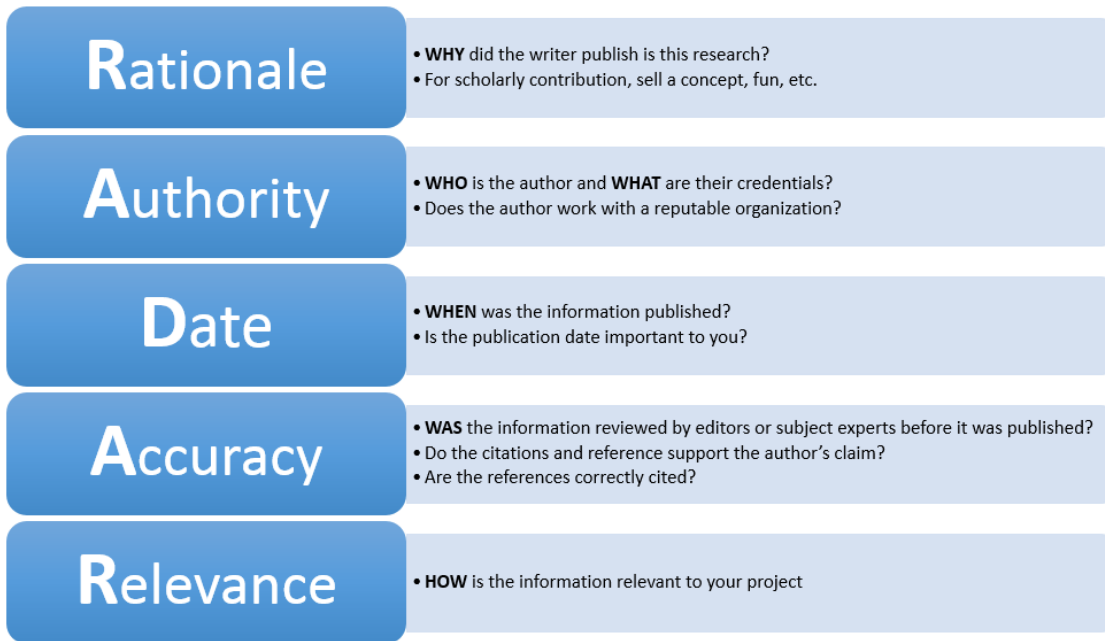 Rationale
• WHY did the writer publish is this research?
• For scholarly contribution, sell a concept, fun, etc.
Authority
• WHO is the author and WHAT are their credentials?
• Does the author work with a reputable organization?
Date
• WHEN was the information published?
• Is the publication date important to you?
Accuracy
• WAS the information reviewed by editors or subject experts before it was published?
• Do the citations and reference support the author's claim?
• Are the references correctly cited?
Relevance
• HOW is the information relevant to your project